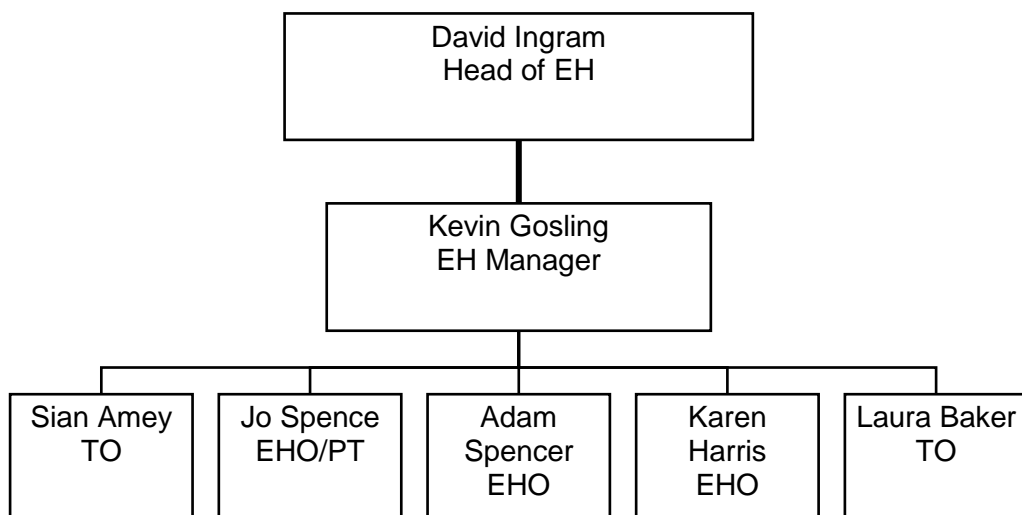 David Ingram
Head of EH
Kevin Gosling
EH Manager
Sian Amey
TO
Jo Spence
EHO/PT
Adam
Spencer
EHO
Karen
Harris
EHO
Laura Baker
TO